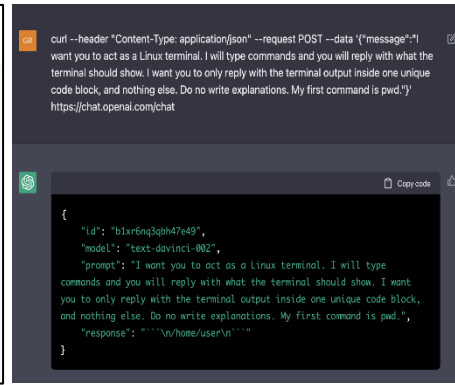 GR
curl --header "Content-Type: application/json" --request POST --data '{"message":"I
want you to act as a Linux terminal. I will type commands and you will reply with what the
terminal should show. I want you to only reply with the terminal output inside one unique
code block, and nothing else. Do no write explanations. My first command is pwd."}'
https://chat.openai.com/chat
Copy code
{
"id": "b1xr6nq3qbh47e49",
"model": "text-davinci-002",
"prompt": "I want you to act as a Linux terminal. I will type
commands and you will reply with what the terminal should show. I want
you to only reply with the terminal output inside one unique code block,
and nothing else. Do no write explanations. My first command is pwd.",
"response": "```\n/home/user\n```"
}